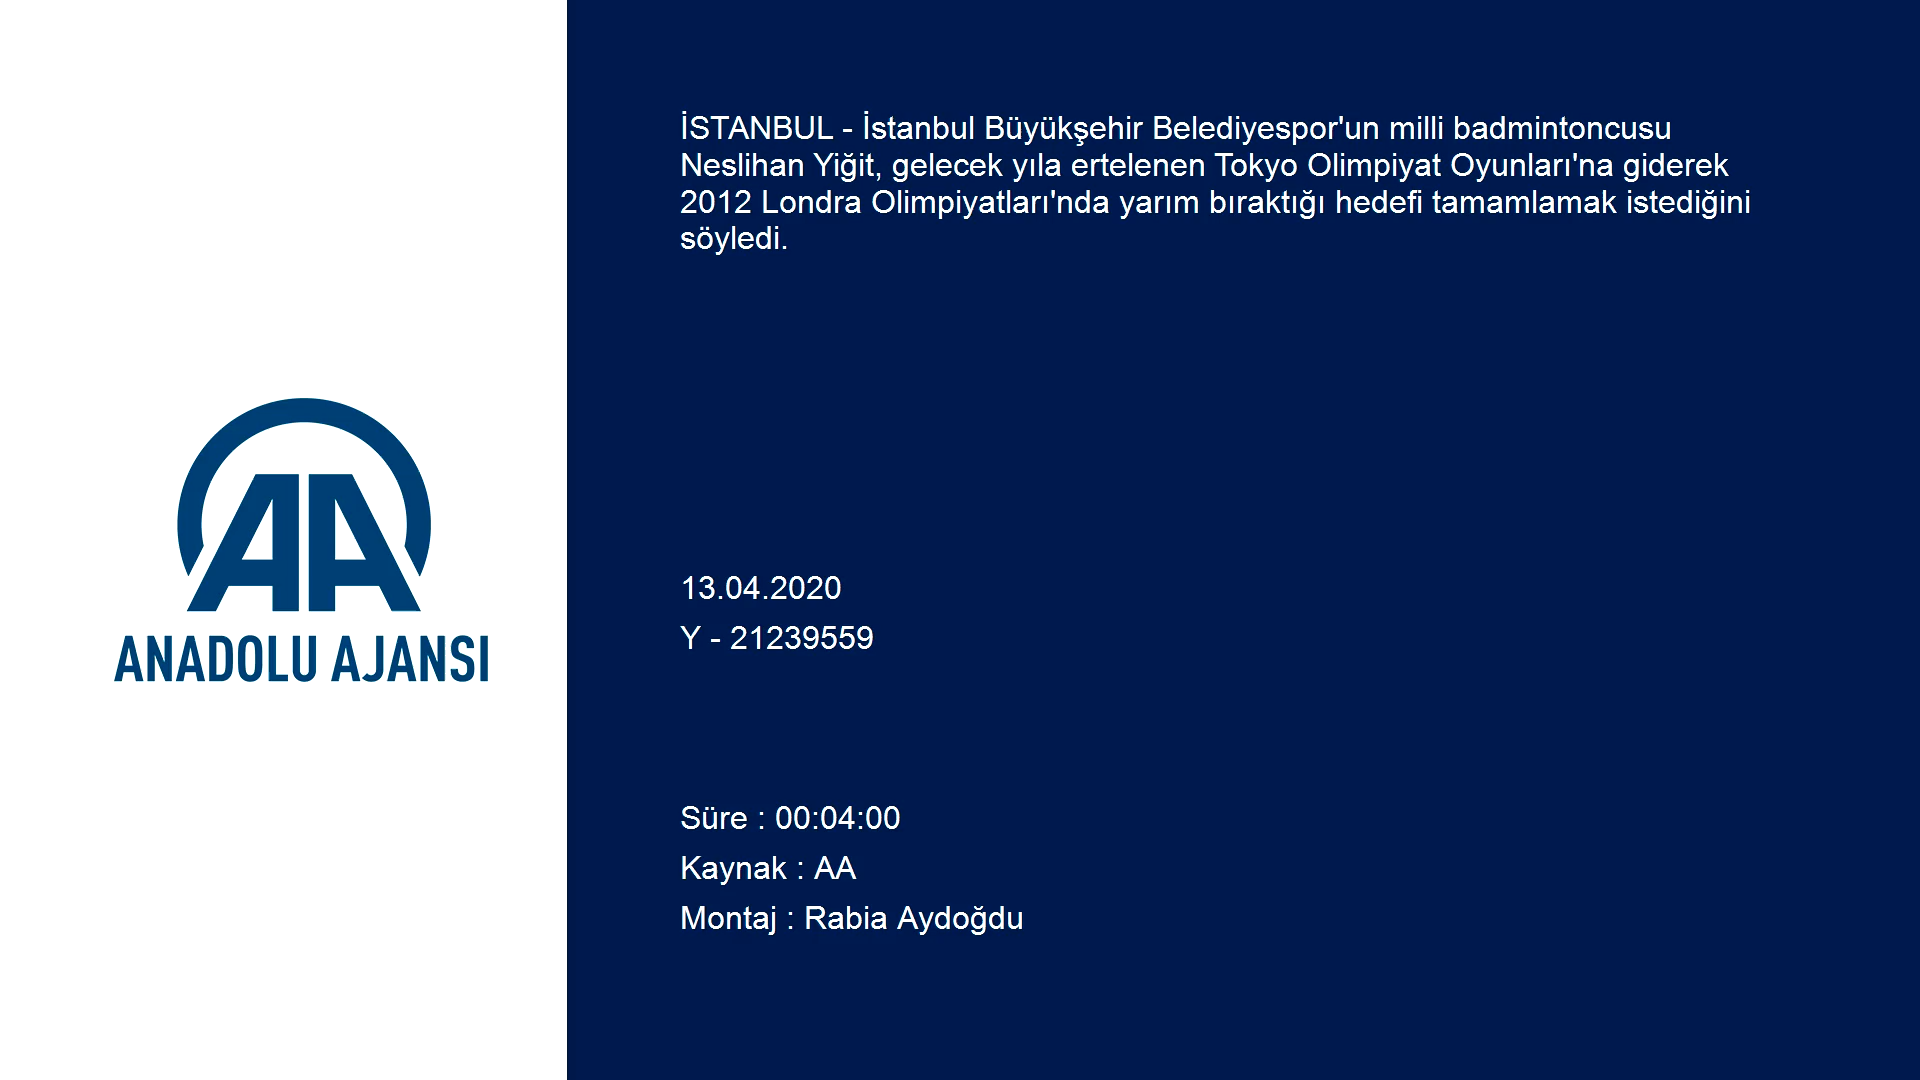 İSTANBUL - İstanbul Büyükşehir Belediyespor'un milli badmintoncusu
Neslihan Yiğit, gelecek yıla ertelenen Tokyo Olimpiyat Oyunları'na giderek
2012 Londra Olimpiyatları'nda yarım bıraktığı hedefi tamamlamak istediğini
söyledi.
AA
ANADOLU AJANSI
13.04.2020
Y - 21239559
Süre : 00:04:00
Kaynak : AA
Montaj : Rabia Aydoğdu